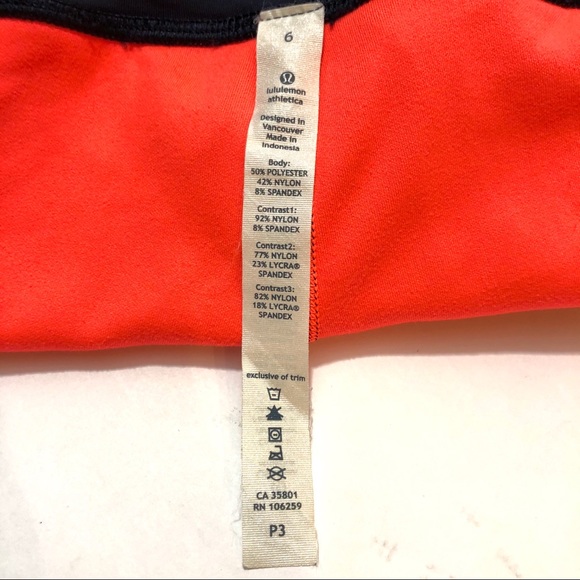 6
lululemon
athletica
Designed in
Vancouver
Made in
Indonesia
Body:
50% POLYESTER
42% NYLON
8% SPANDEX
Contrast1:
92% NYLON
8% SPANDEX
Contrast2:
77% NYLON
23% LYCRA®
SPANDEX
Contrast3:
82% NYLON
18% LYCRA®
SPANDEX
exclusive of trim
CA 35801
RN 106259
P3